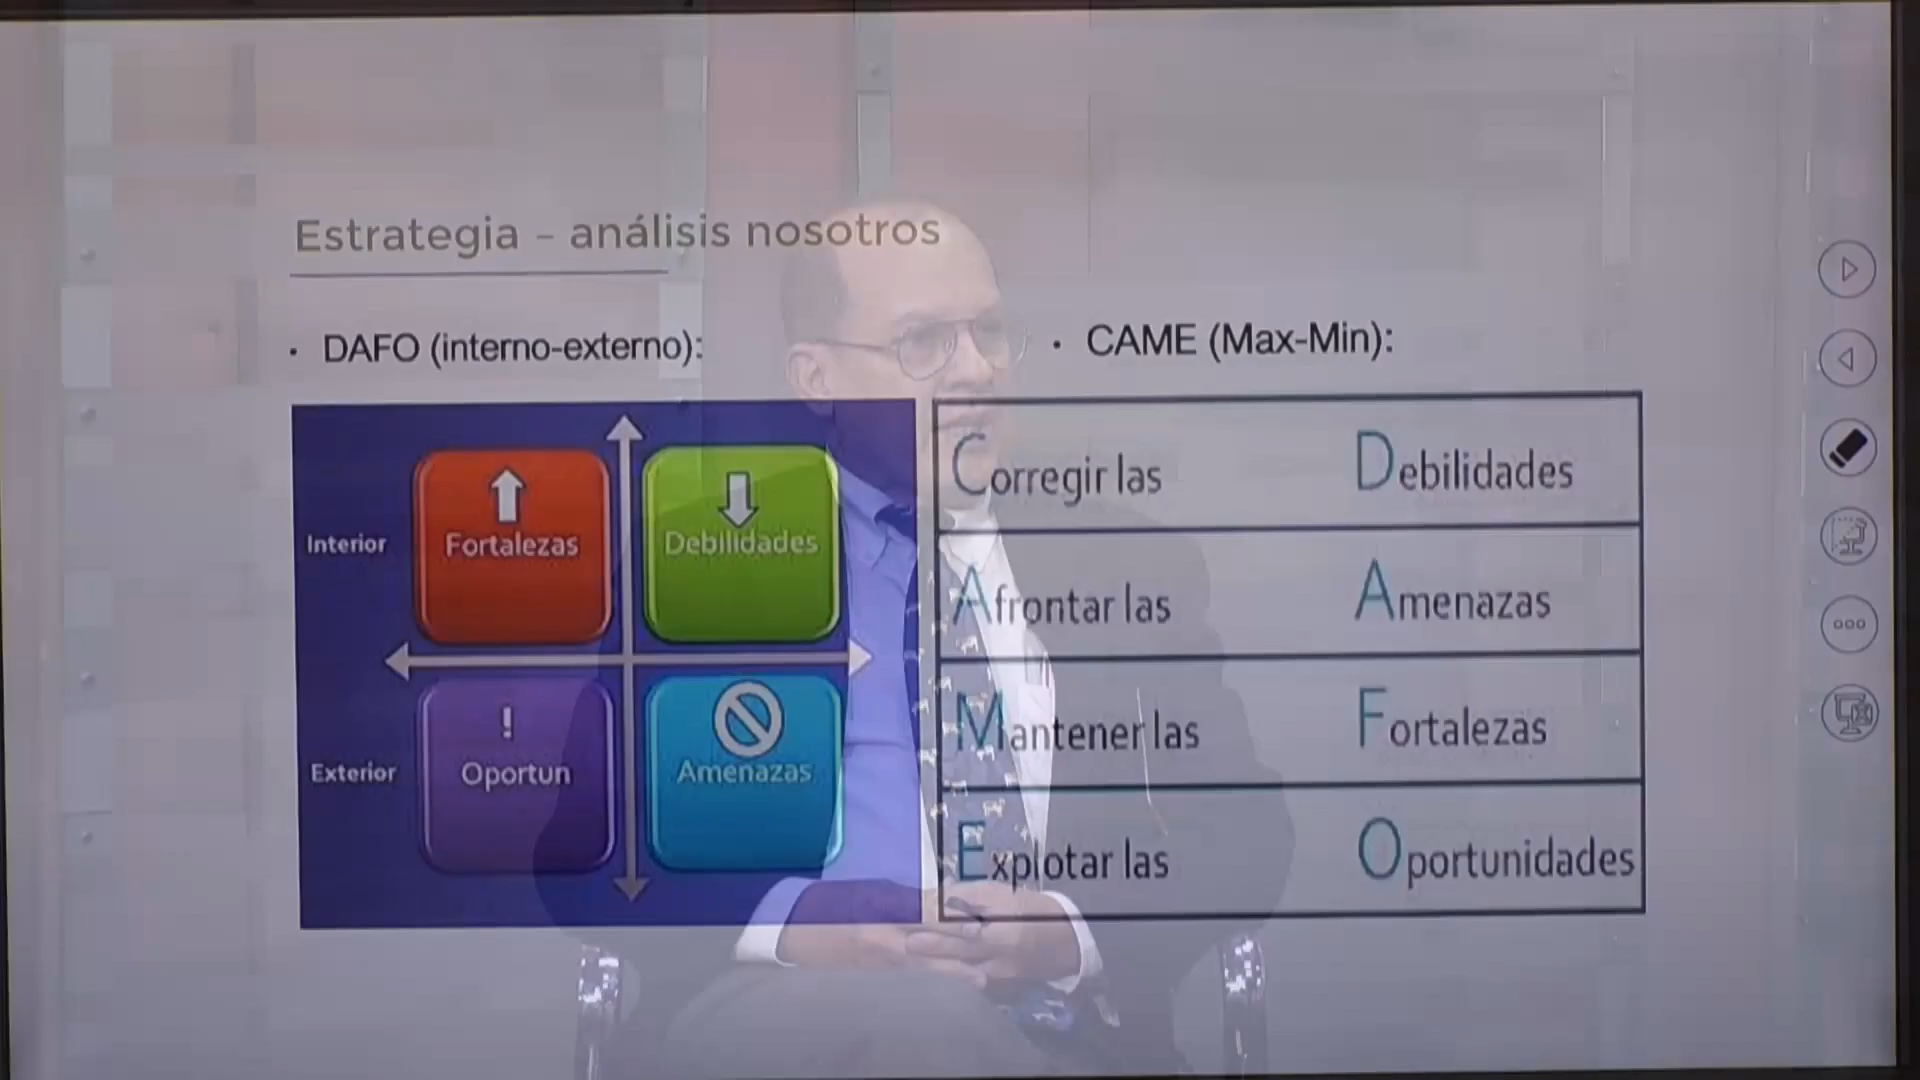 Estrategia – análisis nosotros
• DAFO (interno-externo):
Interior
Fortalezas
Debilidades
Exterior
!
Oportun
Amenazas
• CAME (Max-Min):
Corregir las Debilidades
Afrontar las Amenazas
Mantener las Fortalezas
Explotar las Oportunidades